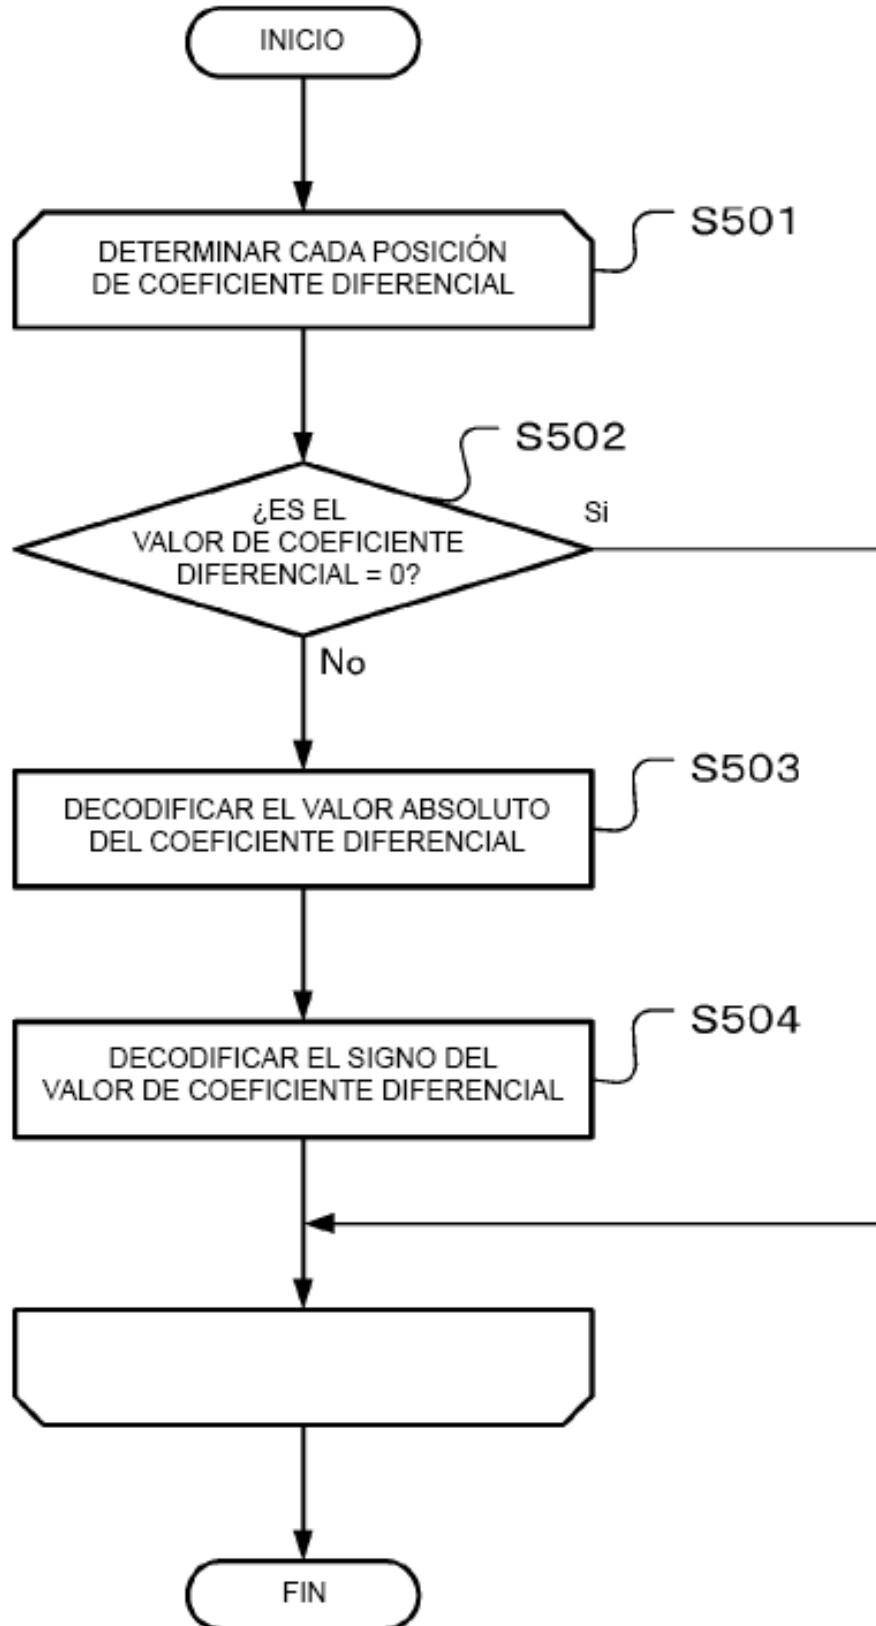 INICIO
DETERMINAR CADA POSICIÓN
DE COEFICIENTE DIFERENCIAL
S501
S502
¿ES EL
VALOR DE COEFICIENTE
DIFERENCIAL = 0?
Si
No
DECODIFICAR EL VALOR ABSOLUTO
DEL COEFICIENTE DIFERENCIAL
S503
DECODIFICAR EL SIGNO DEL
VALOR DE COEFICIENTE DIFERENCIAL
S504
FIN